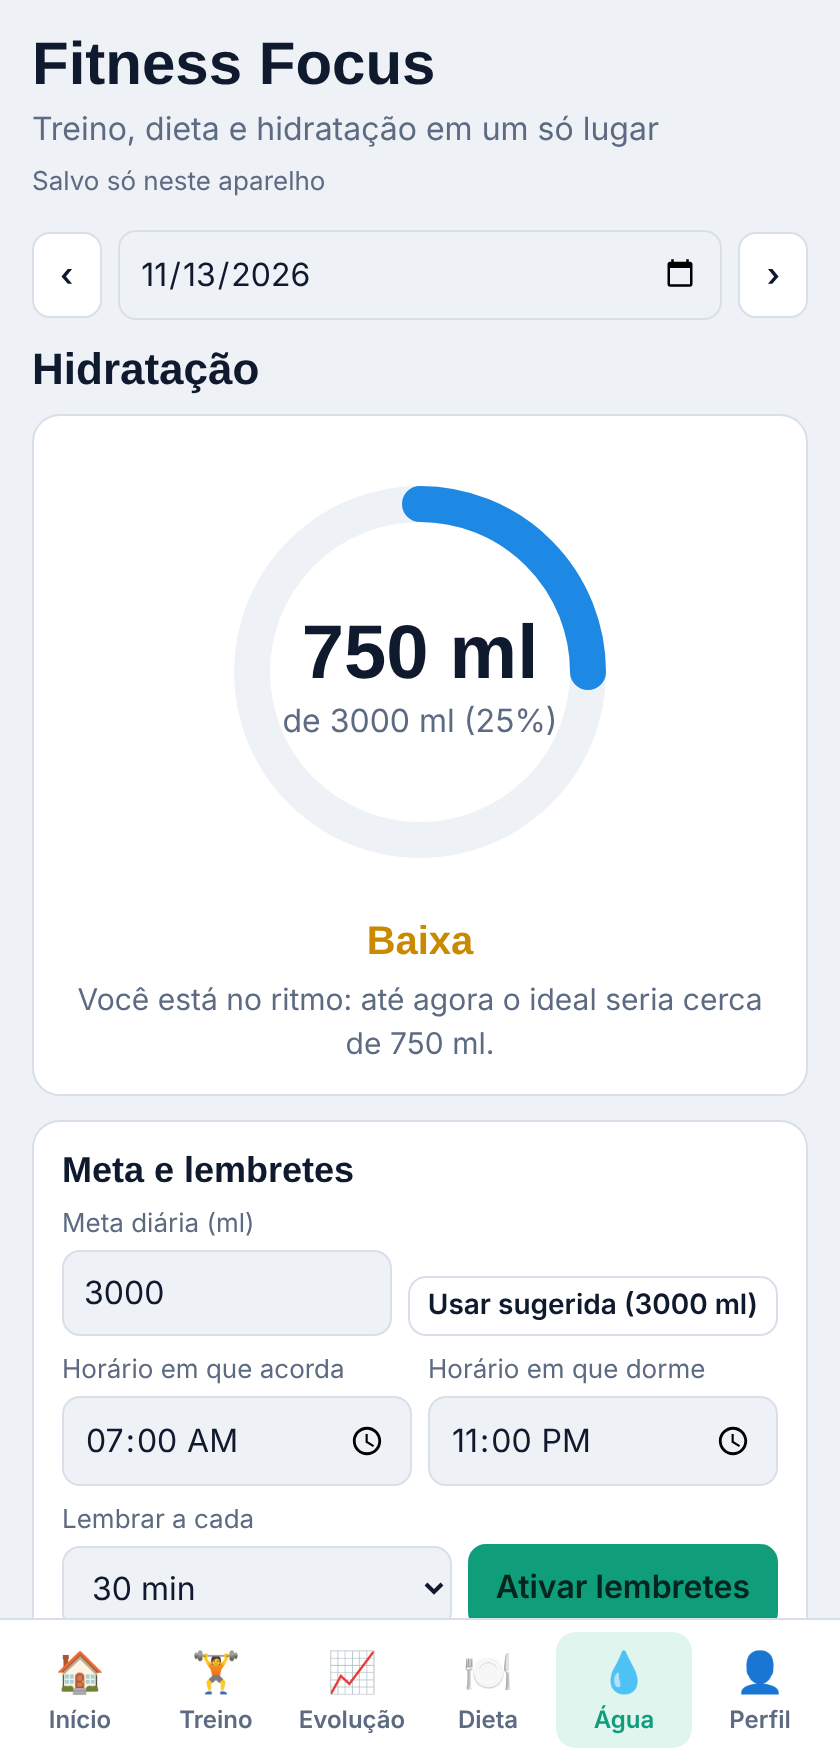 Fitness Focus
Treino, dieta e hidratação em um só lugar
Salvo só neste aparelho
‹ 11/13/2026 ›
Hidratação
750 ml
de 3000 ml (25%)
Baixa
Você está no ritmo: até agora o ideal seria cerca
de 750 ml.
Meta e lembretes
Meta diária (ml)
3000 Usar sugerida (3000 ml)
Horário em que acorda Horário em que dorme
07:00 AM 11:00 PM
Lembrar a cada
30 min Ativar lembretes
Início Treino Evolução Dieta Água Perfil